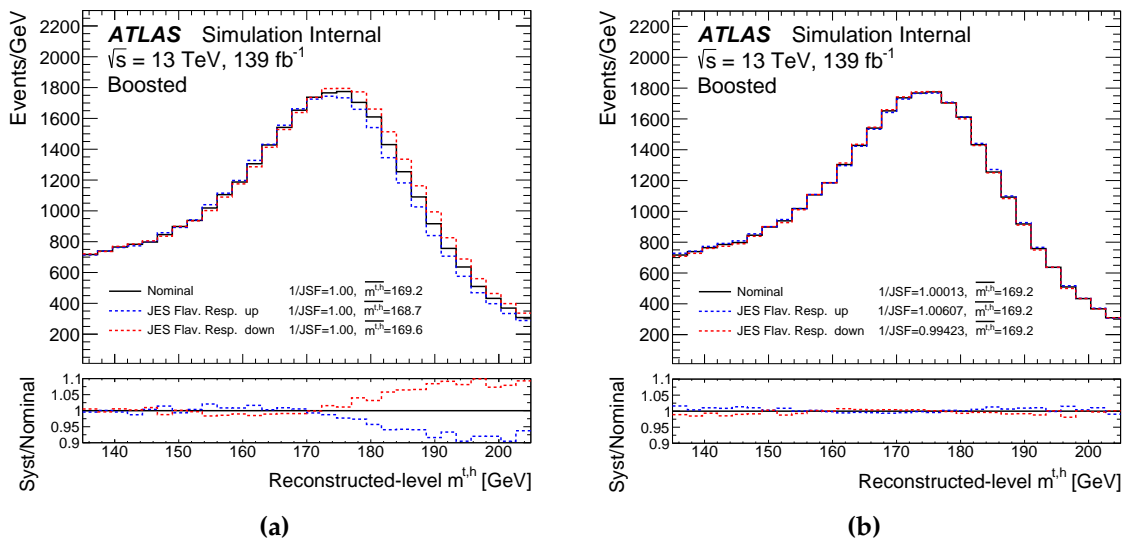 ATLAS Simulation Internal
√s = 13 TeV, 139 fb⁻¹
Boosted
Events/GeV
2200
2000
1800
1600
1400
1200
1000
800
600
400
200
Nominal 1/JSF=1.00, m̅ᵗ,ʰ=169.2
JES Flav. Resp. up 1/JSF=1.00, m̅ᵗ,ʰ=168.7
JES Flav. Resp. down 1/JSF=1.00, m̅ᵗ,ʰ=169.6
Syst/Nominal
1.1
1.05
1
0.95
0.9
140 150 160 170 180 190 200
Reconstructed-level mᵗ,ʰ [GeV]
(a)
ATLAS Simulation Internal
√s = 13 TeV, 139 fb⁻¹
Boosted
Events/GeV
2200
2000
1800
1600
1400
1200
1000
800
600
400
200
Nominal 1/JSF=1.00013, m̅ᵗ,ʰ=169.2
JES Flav. Resp. up 1/JSF=1.00607, m̅ᵗ,ʰ=169.2
JES Flav. Resp. down 1/JSF=0.99423, m̅ᵗ,ʰ=169.2
Syst/Nominal
1.1
1.05
1
0.95
0.9
140 150 160 170 180 190 200
Reconstructed-level mᵗ,ʰ [GeV]
(b)